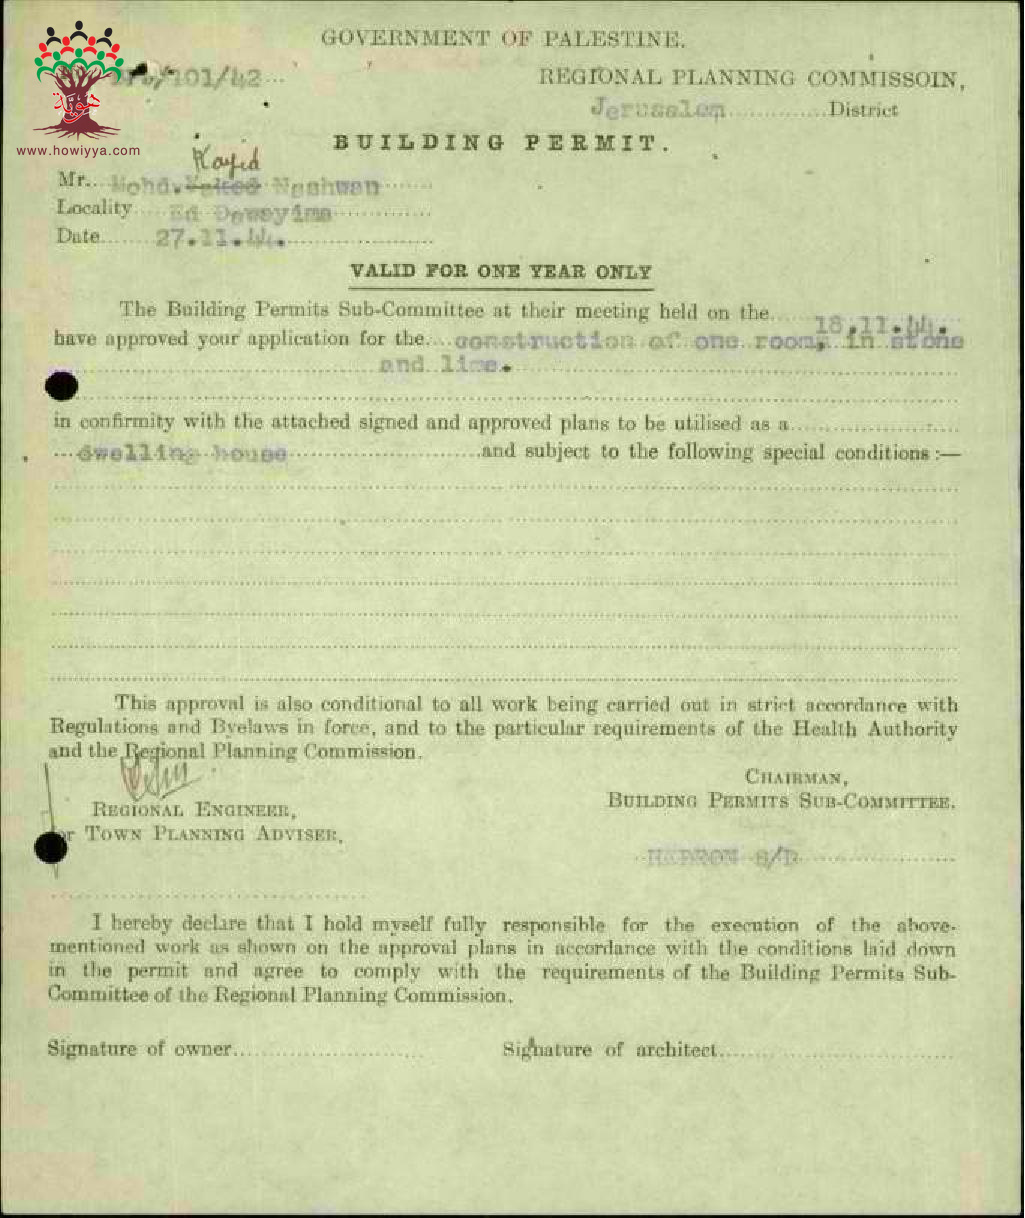 GOVERNMENT OF PALESTINE.
/101/42
REGIONAL PLANNING COMMISSOIN,
Jerusalem District
www.howiyya.com
BUILDING PERMIT.
Kayid
Mr. Mohd. Nashwan
Locality Ed Dawayima
Date 27.11.44.
VALID FOR ONE YEAR ONLY
The Building Permits Sub-Committee at their meeting held on the 18.11.44.
have approved your application for the construction of one room, in stone
and lime.
in confirmity with the attached signed and approved plans to be utilised as a
dwelling house and subject to the following special conditions :—
This approval is also conditional to all work being carried out in strict accordance with
Regulations and Byelaws in force, and to the particular requirements of the Health Authority
and the Regional Planning Commission.
REGIONAL ENGINEER,
for TOWN PLANNING ADVISER.
CHAIRMAN,
BUILDING PERMITS SUB-COMMITTEE.
HEBRON S/D
I hereby declare that I hold myself fully responsible for the execution of the above-
mentioned work as shown on the approval plans in accordance with the conditions laid down
in the permit and agree to comply with the requirements of the Building Permits Sub-
Committee of the Regional Planning Commission.
Signature of owner
Signature of architect